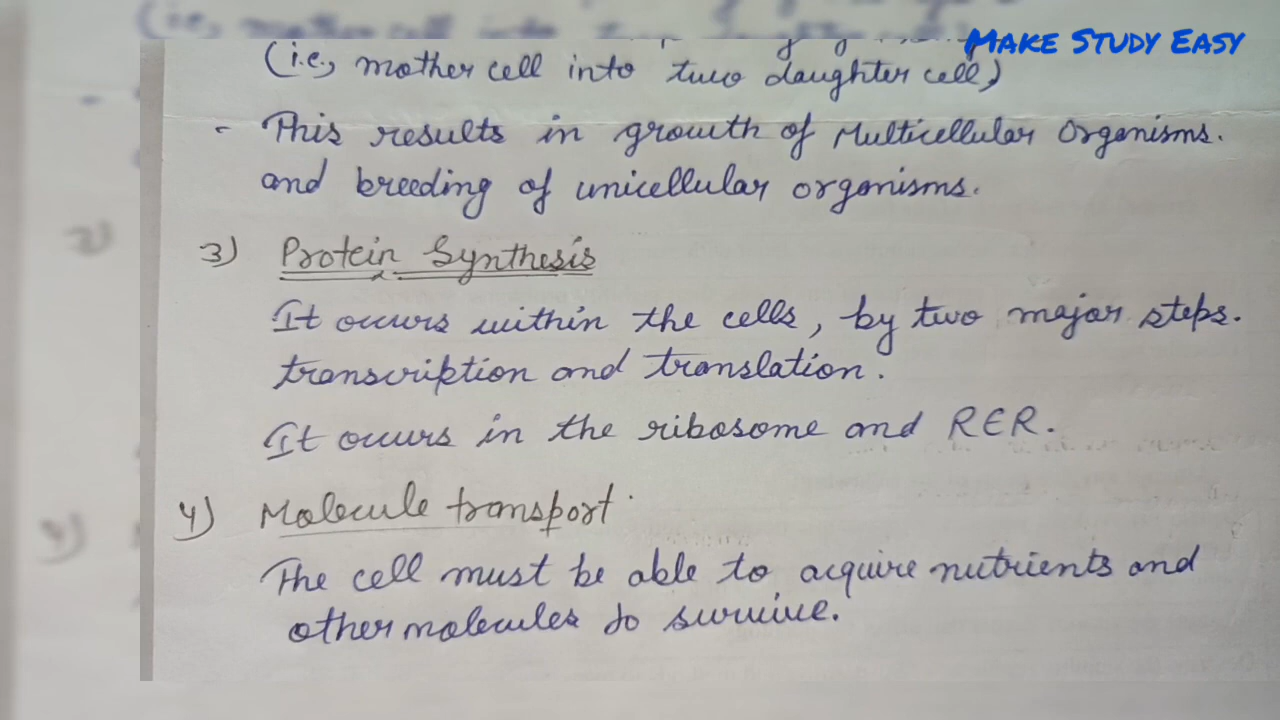 MAKE STUDY EASY
(i.e., mother cell into two daughter cell)
- This results in growth of Multicellular Organisms.
and breeding of unicellular organisms.
3) Protein Synthesis
It occurs within the cells, by two major steps.
transcription and translation.
It occurs in the ribosome and RER.
4) Molecule transport.
The cell must be able to acquire nutrients and
other molecules to survive.